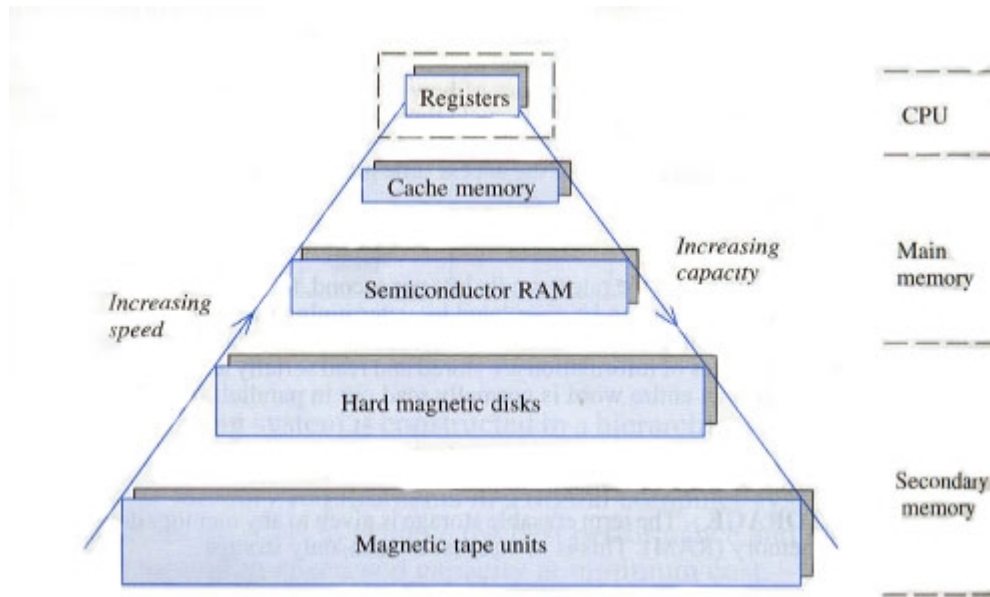 Registers
CPU
Cache memory
Increasing
capacity
Main
memory
Semiconductor RAM
Increasing
speed
Hard magnetic disks
Secondary
memory
Magnetic tape units